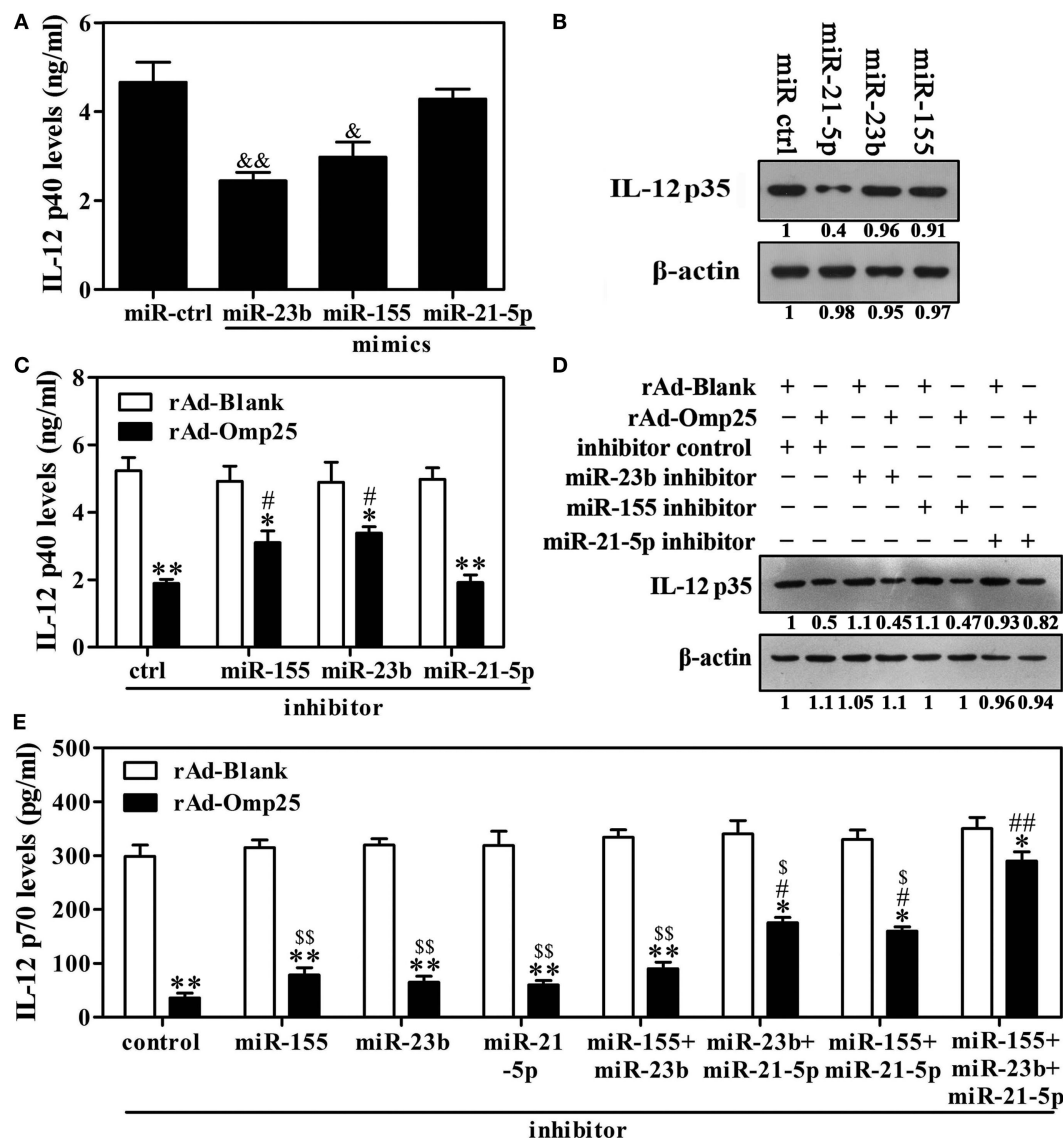 A
IL-12 p40 levels (ng/ml)
6
4
2
0
&&
&
miR-ctrl miR-23b miR-155 miR-21-5p
mimics
B
miR ctrl
miR-21-5p
miR-23b
miR-155
IL-12 p35
1 0.4 0.96 0.91
β-actin
1 0.98 0.95 0.97
C
IL-12 p40 levels (ng/ml)
8
6
4
2
0
rAd-Blank
rAd-Omp25
**
#
*
#
*
**
ctrl miR-155 miR-23b miR-21-5p
inhibitor
D
rAd-Blank + − + − + − + −
rAd-Omp25 − + − + − + − +
inhibitor control + + − − − − − −
miR-23b inhibitor − − + + − − − −
miR-155 inhibitor − − − − + + − −
miR-21-5p inhibitor − − − − − − + +
IL-12 p35
1 0.5 1.1 0.45 1.1 0.47 0.93 0.82
β-actin
1 1.1 1.05 1.1 1 1 0.96 0.94
E
IL-12 p70 levels (pg/ml)
500
400
300
200
100
0
rAd-Blank
rAd-Omp25
**
$$
**
$$
**
$$
**
$$
**
$
#
*
$
#
*
##
*
control miR-155 miR-23b miR-21 miR-155+ miR-23b+ miR-155+ miR-155+
-5p miR-23b miR-21-5p miR-21-5p miR-23b+
miR-21-5p
inhibitor